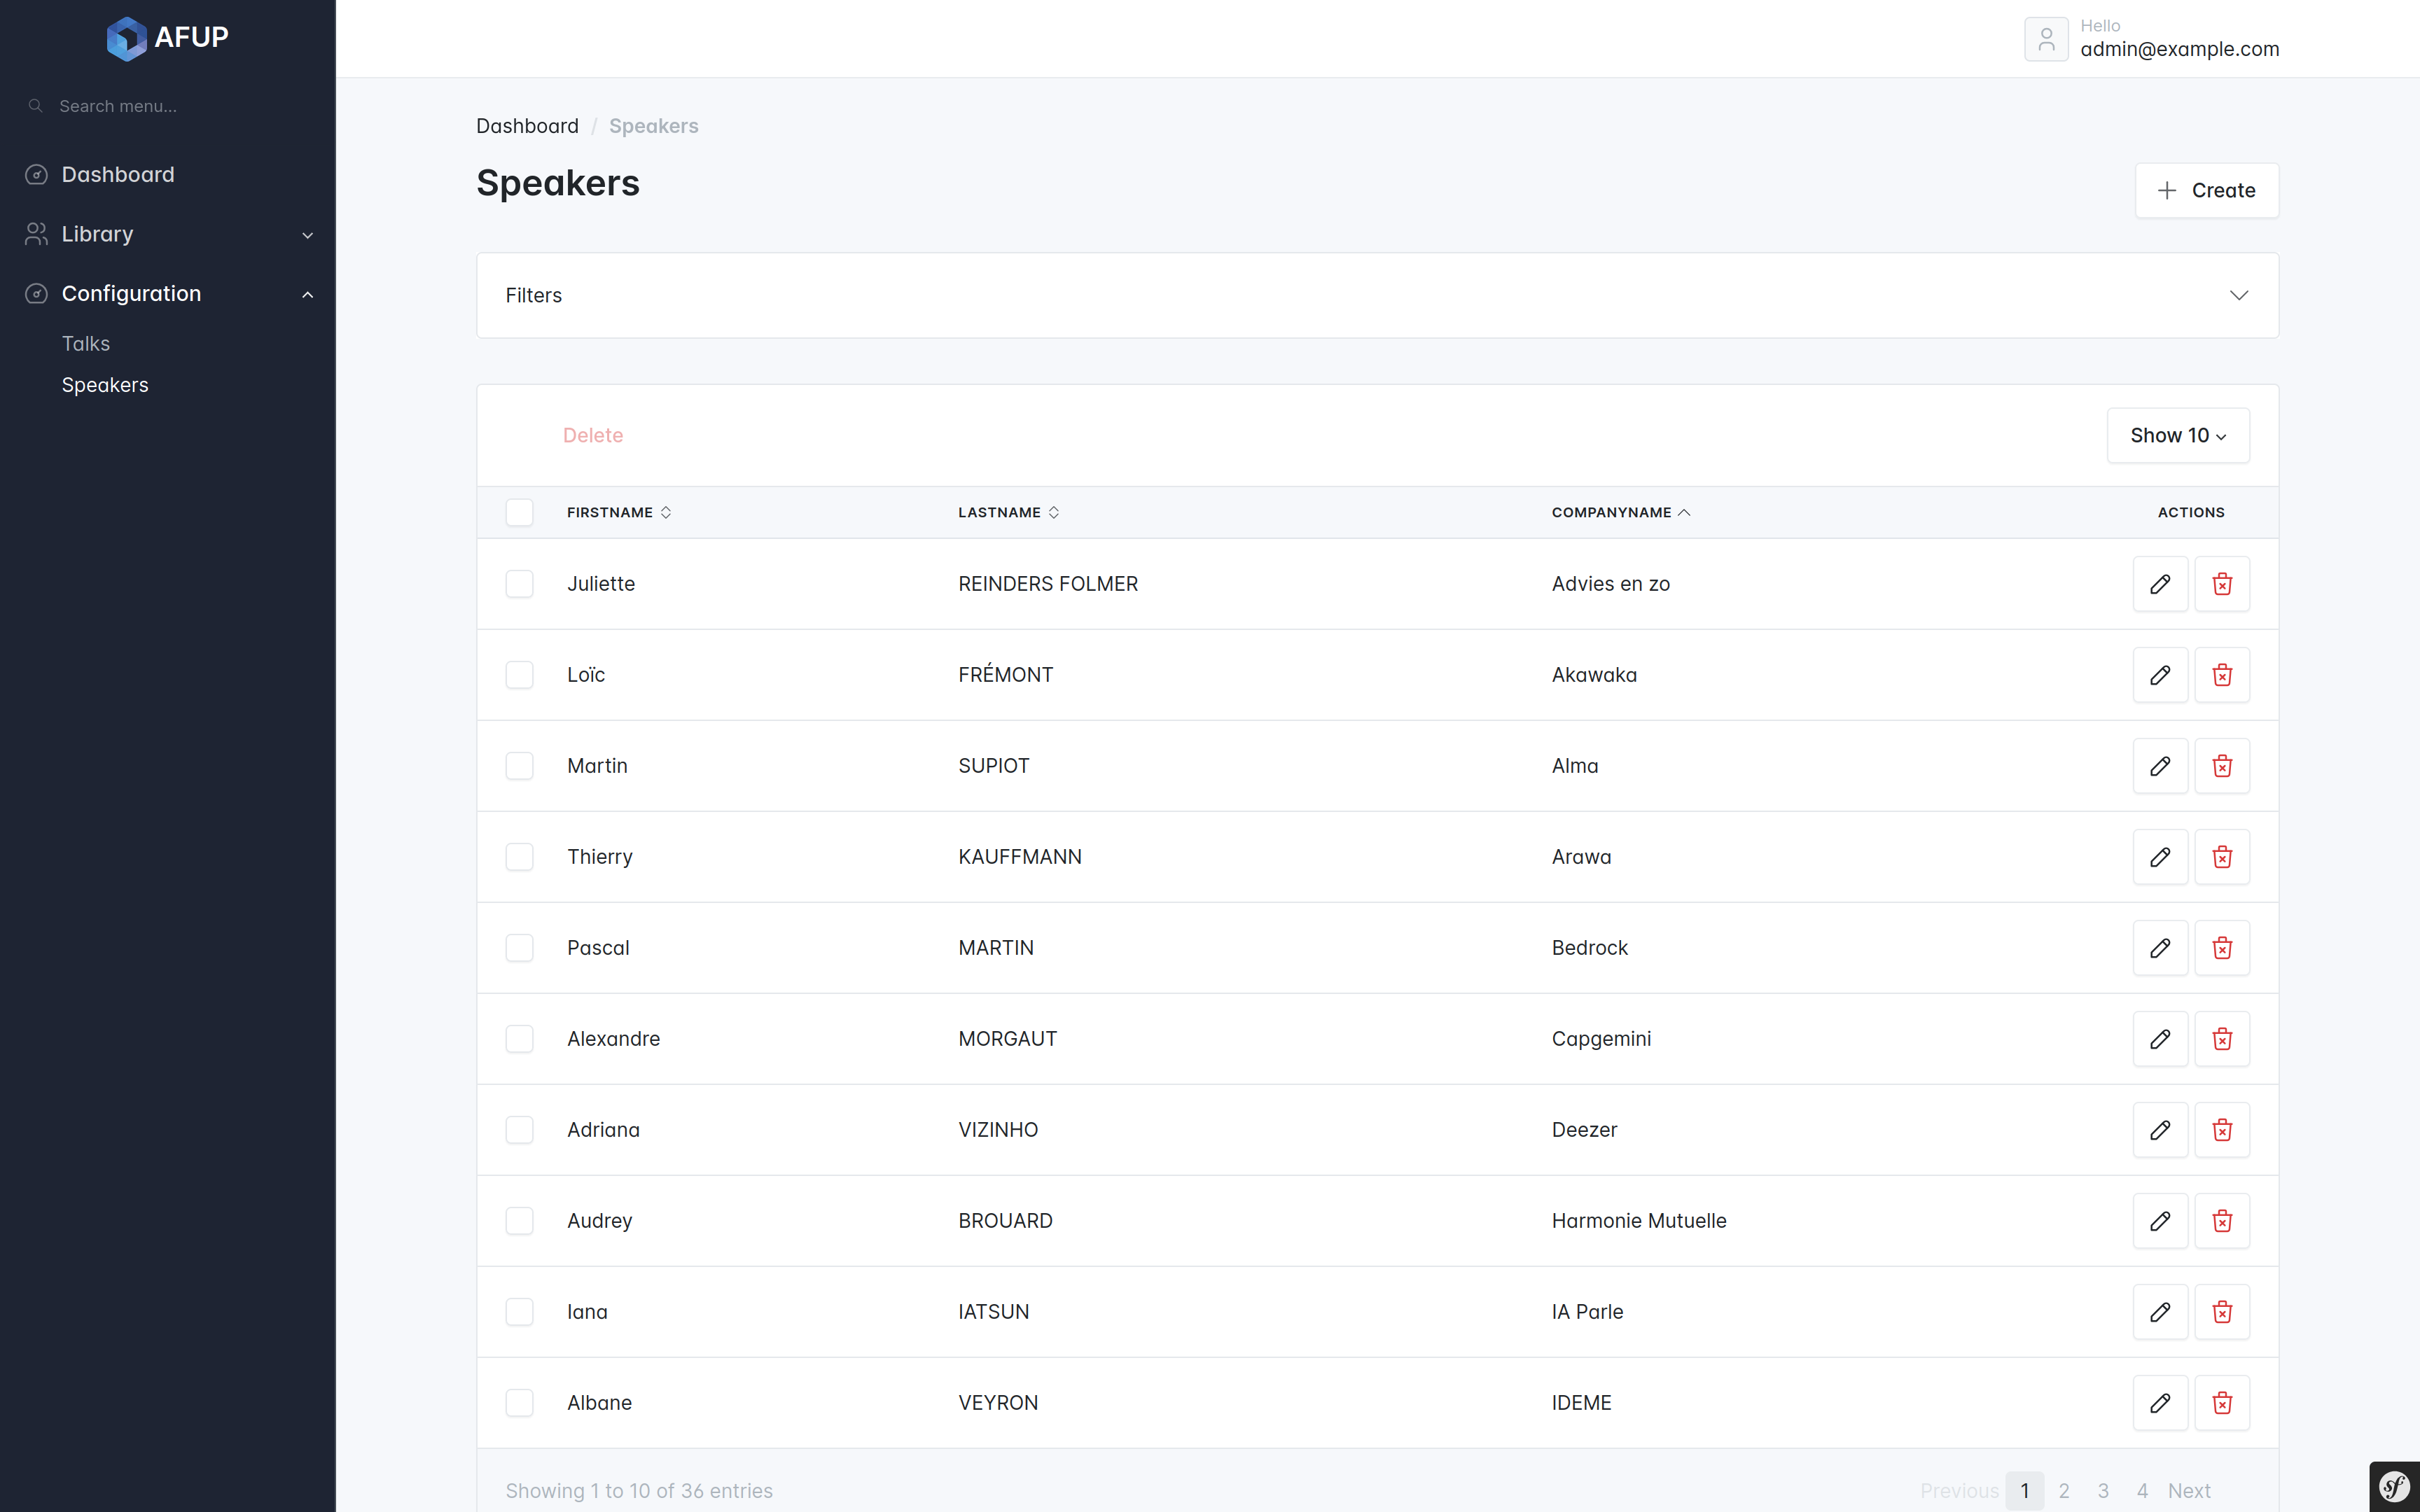 AFUP
Hello
admin@example.com
Search menu...
Dashboard
Library
Configuration
Talks
Speakers
Dashboard / Speakers
Speakers
Create
Filters
Delete
Show 10
FIRSTNAME LASTNAME COMPANYNAME ACTIONS
Juliette REINDERS FOLMER Advies en zo
Loïc FRÉMONT Akawaka
Martin SUPIOT Alma
Thierry KAUFFMANN Arawa
Pascal MARTIN Bedrock
Alexandre MORGAUT Capgemini
Adriana VIZINHO Deezer
Audrey BROUARD Harmonie Mutuelle
Iana IATSUN IA Parle
Albane VEYRON IDEME
Showing 1 to 10 of 36 entries
Previous 1 2 3 4 Next
sf